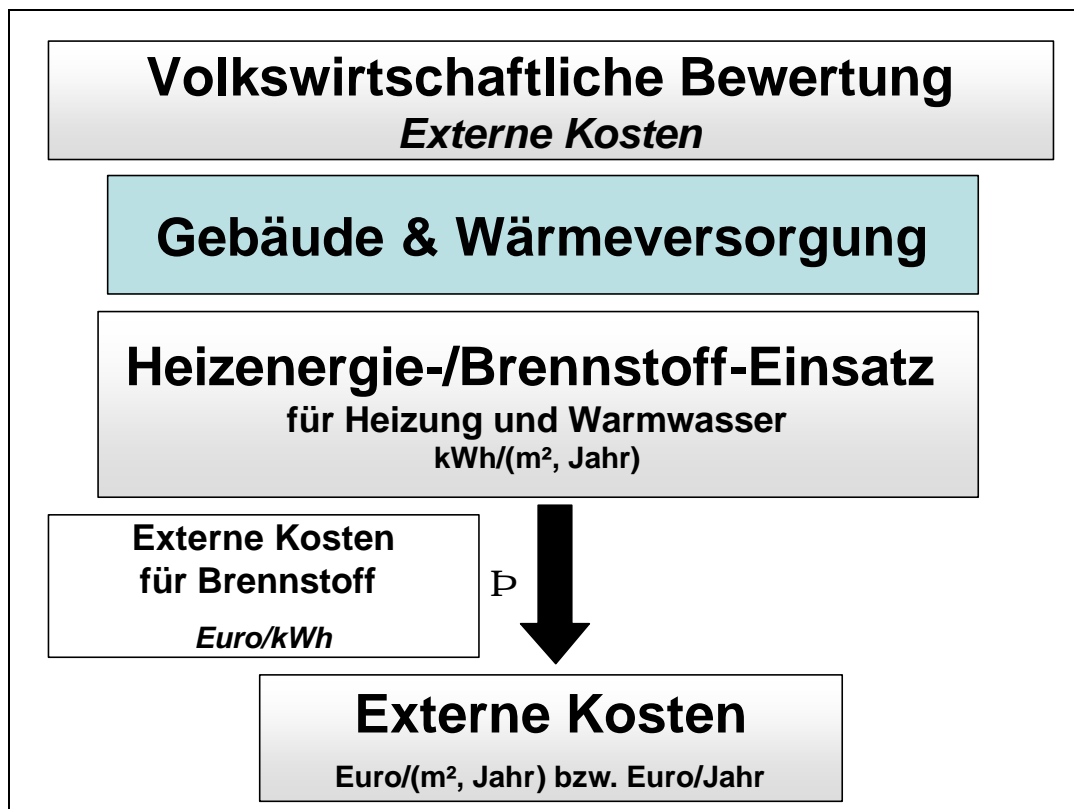 Volkswirtschaftliche Bewertung
Externe Kosten
Gebäude & Wärmeversorgung
Heizenergie-/Brennstoff-Einsatz
für Heizung und Warmwasser
kWh/(m², Jahr)
Externe Kosten
für Brennstoff
Euro/kWh
Þ
Externe Kosten
Euro/(m², Jahr) bzw. Euro/Jahr